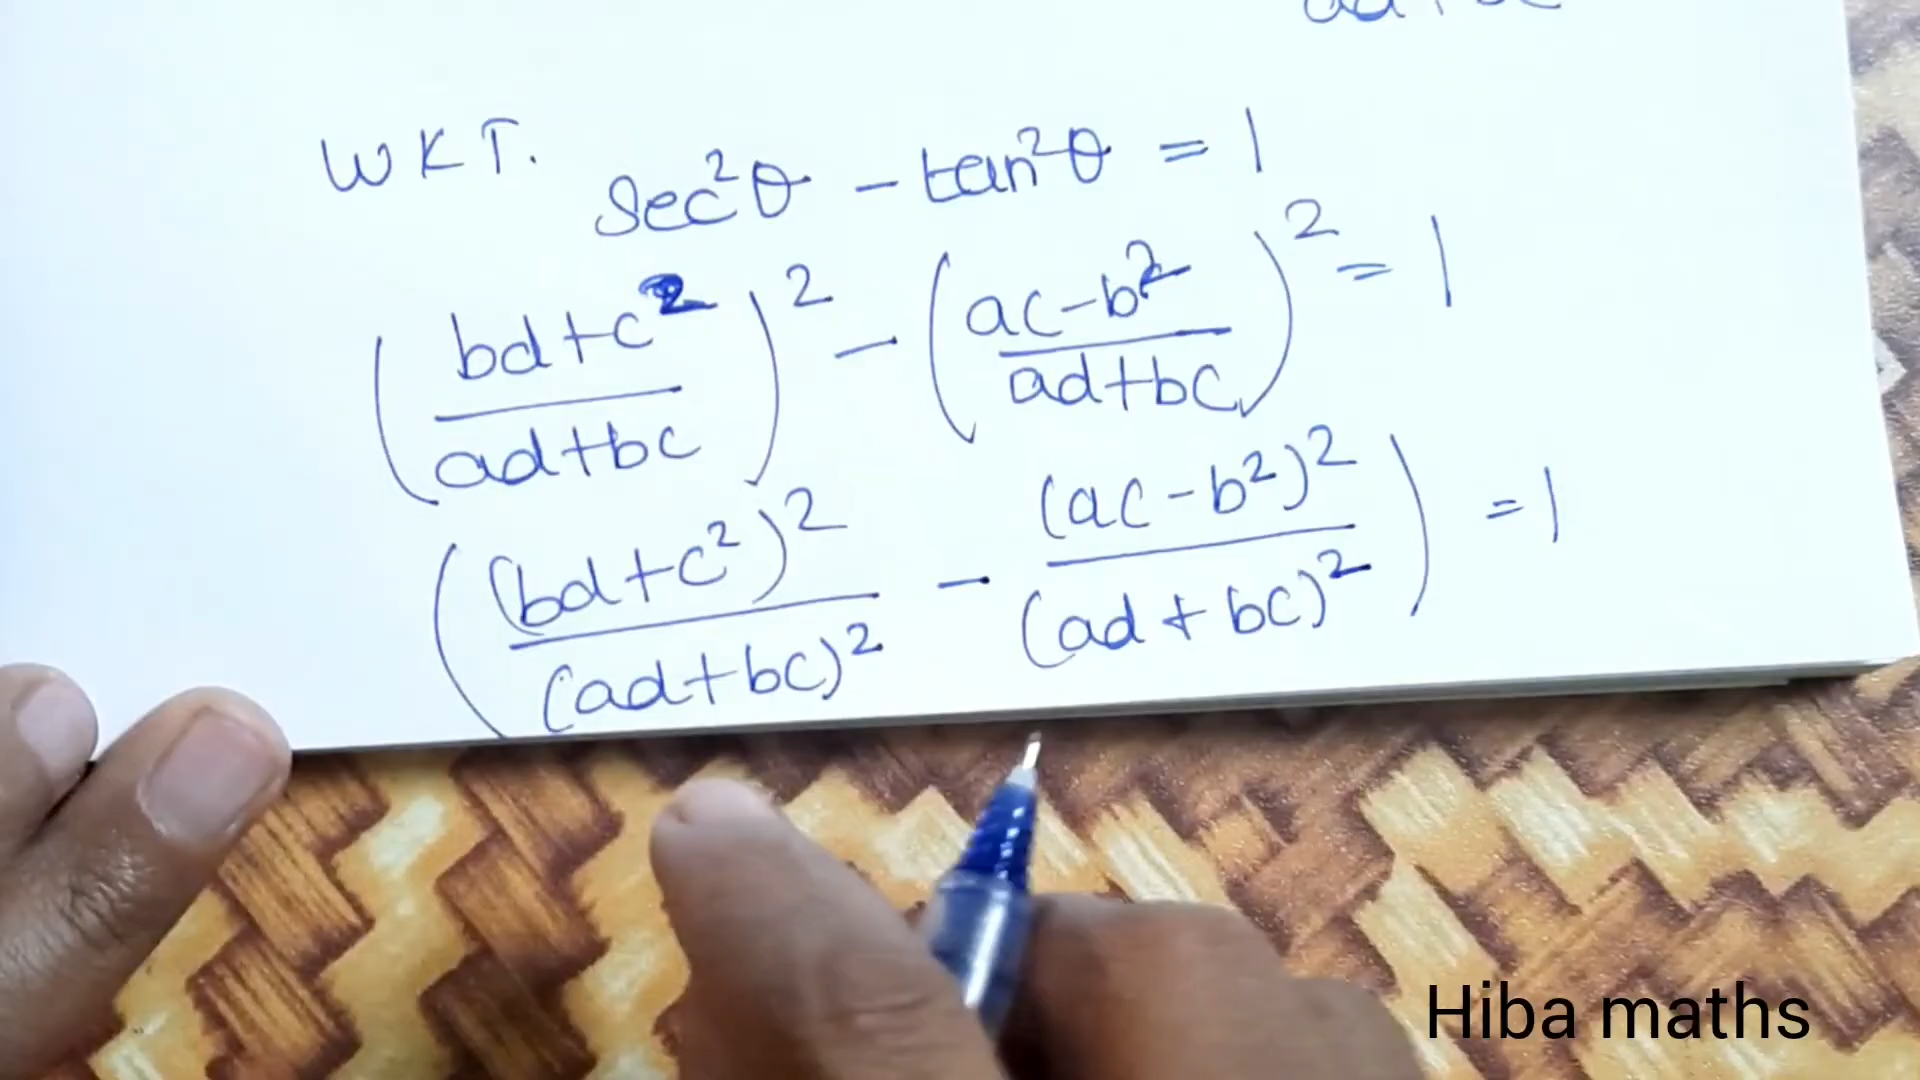 WKT. sec²θ - tan²θ = 1
(bd+c²/ad+bc)² - (ac-b²/ad+bc)² = 1
((bd+c²)²/(ad+bc)² - (ac-b²)²/(ad+bc)²) = 1
Hiba maths